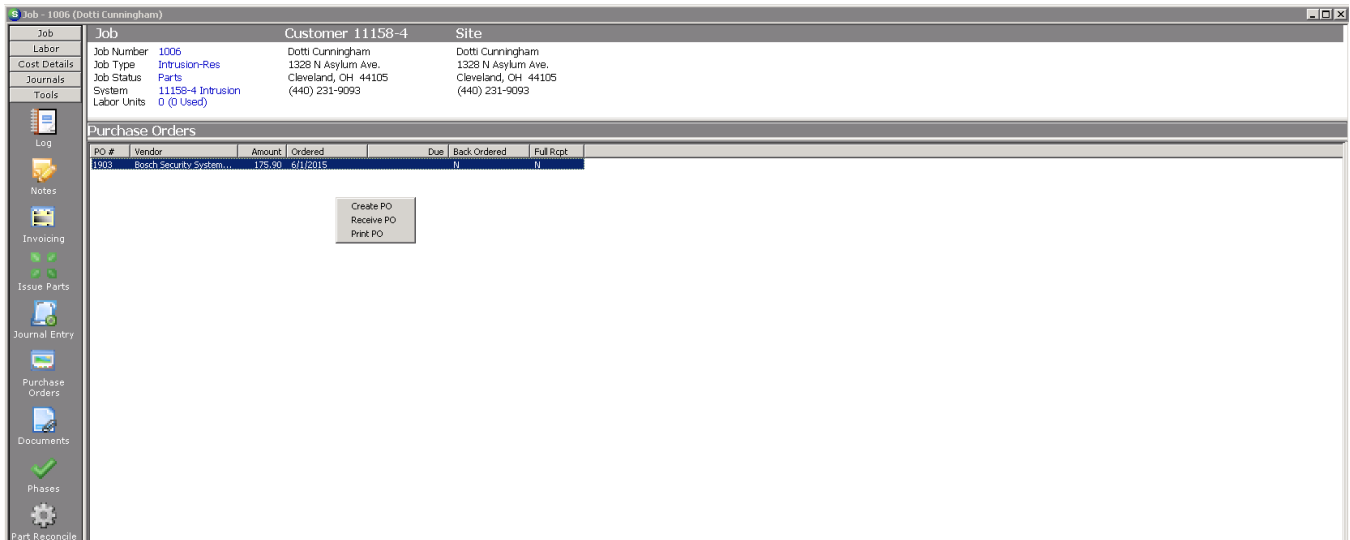 Job - 1006 (Dotti Cunningham)
Job
Labor
Cost Details
Journals
Tools
Log
Notes
Invoicing
Issue Parts
Journal Entry
Purchase
Orders
Documents
Phases
Part Reconcile
Job Customer 11158-4 Site
Job Number 1006 Dotti Cunningham Dotti Cunningham
Job Type Intrusion-Res 1328 N Asylum Ave. 1328 N Asylum Ave.
Job Status Parts Cleveland, OH 44105 Cleveland, OH 44105
System 11158-4 Intrusion (440) 231-9093 (440) 231-9093
Labor Units 0 (0 Used)
Purchase Orders
PO # Vendor Amount Ordered Due Back Ordered Full Rcpt
1903 Bosch Security System... 175.90 6/1/2015 N N
Create PO
Receive PO
Print PO